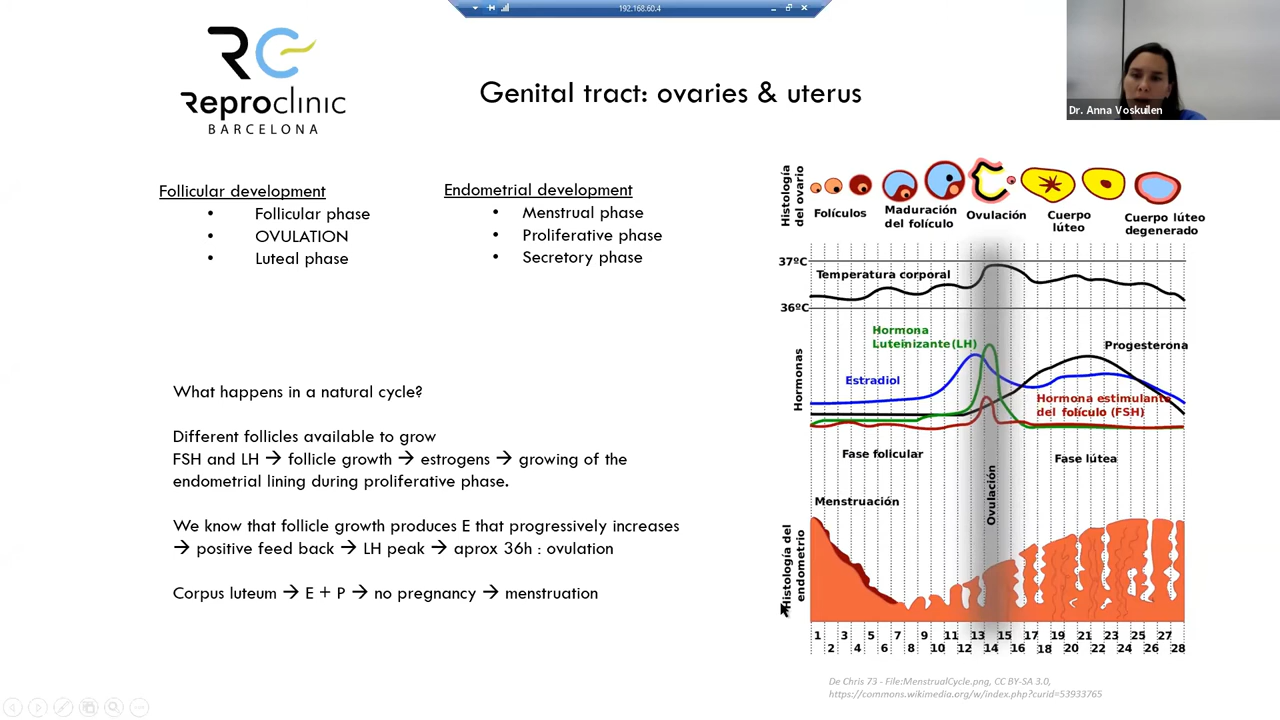 192.168.60.4
RC
Reproclinic
BARCELONA
Genital tract: ovaries & uterus
Dr. Anna Voskuilen
Follicular development
• Follicular phase
• OVULATION
• Luteal phase
Endometrial development
• Menstrual phase
• Proliferative phase
• Secretory phase
What happens in a natural cycle?
Different follicles available to grow
FSH and LH → follicle growth → estrogens → growing of the
endometrial lining during proliferative phase.
We know that follicle growth produces E that progressively increases
→ positive feed back → LH peak → aprox 36h : ovulation
Corpus luteum → E + P → no pregnancy → menstruation
Histología
del ovario
Folículos
Maduración
del folículo
Ovulación
Cuerpo
lúteo
Cuerpo lúteo
degenerado
37ºC
Temperatura corporal
36ºC
Hormonas
Hormona
Luteinizante(LH)
Progesterona
Estradiol
Hormona estimulante
del folículo (FSH)
Fase folicular
Fase lútea
Ovulación
Menstruación
Histología del
endometrio
1 3 5 7 9 11 13 15 17 19 21 23 25 27
2 4 6 8 10 12 14 16 18 20 22 24 26 28
De Chris 73 - File:MenstrualCycle.png, CC BY-SA 3.0,
https://commons.wikimedia.org/w/index.php?curid=53933765